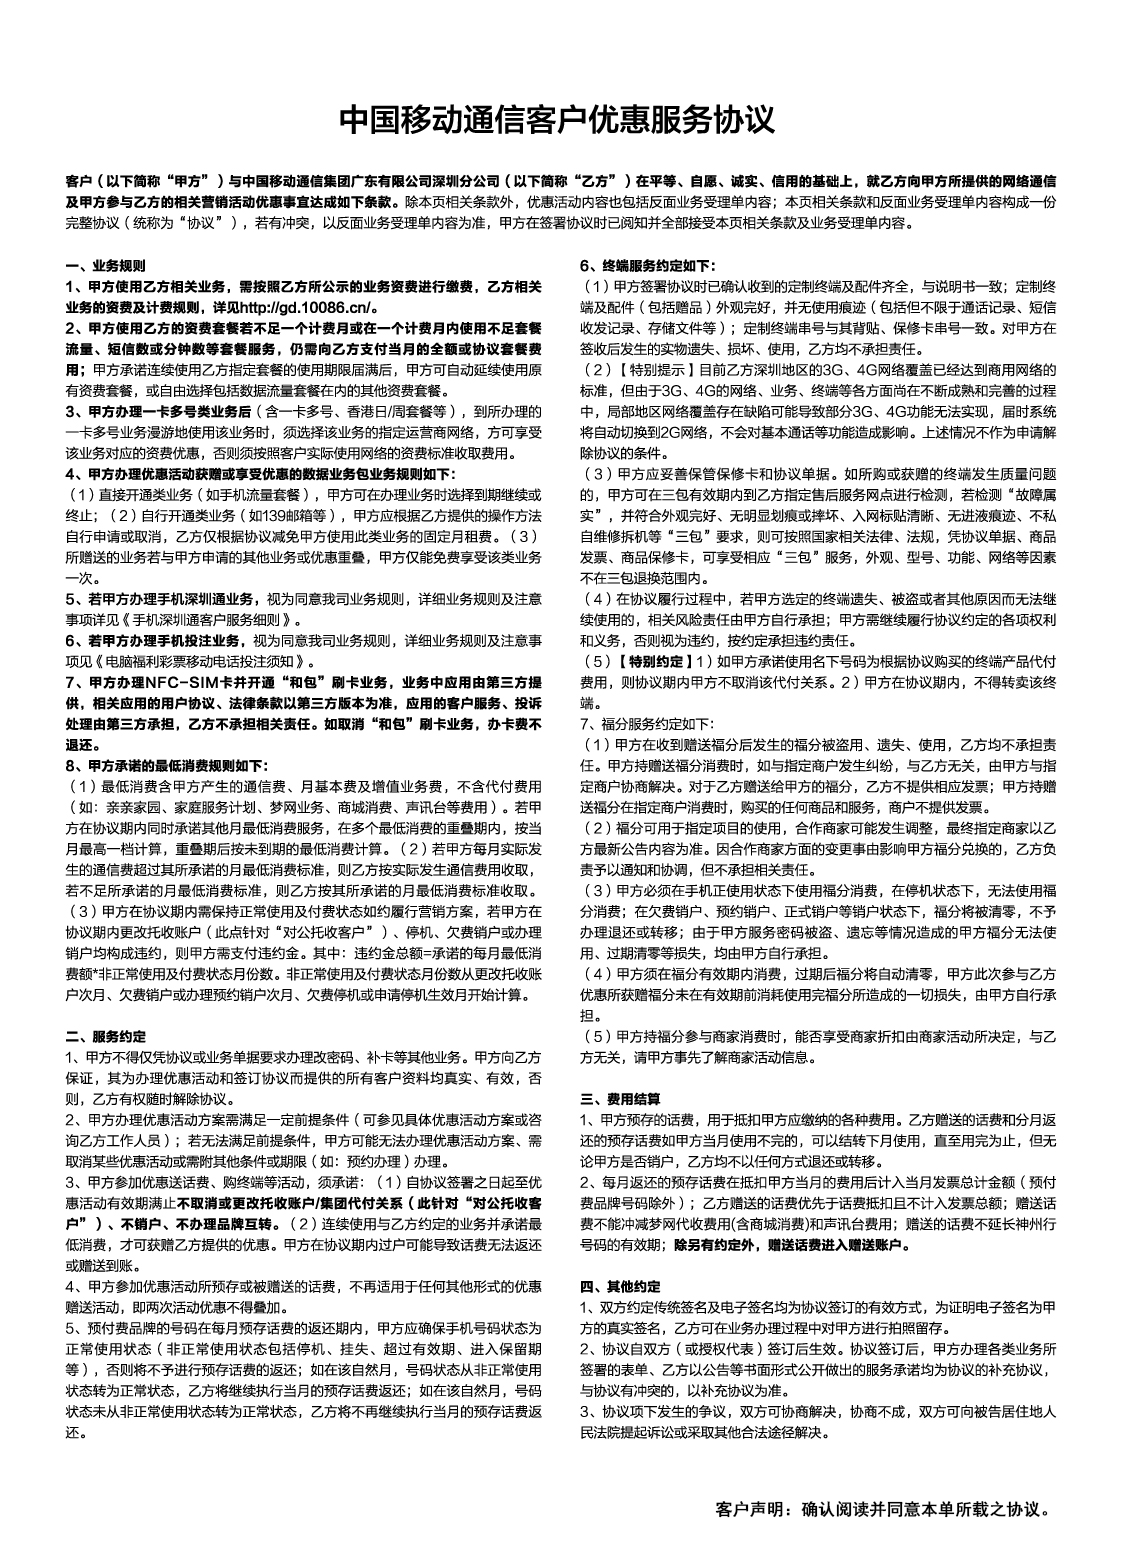 中国移动通信客户优惠服务协议
客户（以下简称“甲方”）与中国移动通信集团广东有限公司深圳分公司（以下简称“乙方”）在平等、自愿、诚实、信用的基础上，就乙方向甲方所提供的网络通信
及甲方参与乙方的相关营销活动优惠事宜达成如下条款。除本页相关条款外，优惠活动内容也包括反面业务受理单内容；本页相关条款和反面业务受理单内容构成一份
完整协议（统称为“协议”），若有冲突，以反面业务受理单内容为准，甲方在签署协议时已阅知并全部接受本页相关条款及业务受理单内容。
一、业务规则
1、甲方使用乙方相关业务，需按照乙方所公示的业务资费进行缴费，乙方相关
业务的资费及计费规则，详见http://gd.10086.cn/。
2、甲方使用乙方的资费套餐若不足一个计费月或在一个计费月内使用不足套餐
流量、短信数或分钟数等套餐服务，仍需向乙方支付当月的全额或协议套餐费
用；甲方承诺连续使用乙方指定套餐的使用期限届满后，甲方可自动延续使用原
有资费套餐，或自由选择包括数据流量套餐在内的其他资费套餐。
3、甲方办理一卡多号类业务后（含一卡多号、香港日/周套餐等），到所办理的
一卡多号业务漫游地使用该业务时，须选择该业务的指定运营商网络，方可享受
该业务对应的资费优惠，否则须按照客户实际使用网络的资费标准收取费用。
4、甲方办理优惠活动获赠或享受优惠的数据业务包业务规则如下：
（1）直接开通类业务（如手机流量套餐），甲方可在办理业务时选择到期继续或
终止；（2）自行开通类业务（如139邮箱等），甲方应根据乙方提供的操作方法
自行申请或取消，乙方仅根据协议减免甲方使用此类业务的固定月租费。（3）
所赠送的业务若与甲方申请的其他业务或优惠重叠，甲方仅能免费享受该类业务
一次。
5、若甲方办理手机深圳通业务，视为同意我司业务规则，详细业务规则及注意
事项详见《手机深圳通客户服务细则》。
6、若甲方办理手机投注业务，视为同意我司业务规则，详细业务规则及注意事
项见《电脑福利彩票移动电话投注须知》。
7、甲方办理NFC-SIM卡并开通“和包”刷卡业务，业务中应用由第三方提
供，相关应用的用户协议、法律条款以第三方版本为准，应用的客户服务、投诉
处理由第三方承担，乙方不承担相关责任。如取消“和包”刷卡业务，办卡费不
退还。
8、甲方承诺的最低消费规则如下：
（1）最低消费含甲方产生的通信费、月基本费及增值业务费，不含代付费用
（如：亲亲家园、家庭服务计划、梦网业务、商城消费、声讯台等费用）。若甲
方在协议期内同时承诺其他月最低消费服务，在多个最低消费的重叠期内，按当
月最高一档计算，重叠期后按未到期的最低消费计算。（2）若甲方每月实际发
生的通信费超过其所承诺的月最低消费标准，则乙方按实际发生通信费用收取，
若不足所承诺的月最低消费标准，则乙方按其所承诺的月最低消费标准收取。
（3）甲方在协议期内需保持正常使用及付费状态如约履行营销方案，若甲方在
协议期内更改托收账户（此点针对“对公托收客户”）、停机、欠费销户或办理
销户均构成违约，则甲方需支付违约金。其中：违约金总额=承诺的每月最低消
费额*非正常使用及付费状态月份数。非正常使用及付费状态月份数从更改托收账
户次月、欠费销户或办理预约销户次月、欠费停机或申请停机生效月开始计算。
二、服务约定
1、甲方不得仅凭协议或业务单据要求办理改密码、补卡等其他业务。甲方向乙方
保证，其为办理优惠活动和签订协议而提供的所有客户资料均真实、有效，否
则，乙方有权随时解除协议。
2、甲方办理优惠活动方案需满足一定前提条件（可参见具体优惠活动方案或咨
询乙方工作人员）；若无法满足前提条件，甲方可能无法办理优惠活动方案、需
取消某些优惠活动或需附其他条件或期限（如：预约办理）办理。
3、甲方参加优惠送话费、购终端等活动，须承诺：（1）自协议签署之日起至优
惠活动有效期满止不取消或更改托收账户/集团代付关系（此针对“对公托收客
户”）、不销户、不办理品牌互转。（2）连续使用与乙方约定的业务并承诺最
低消费，才可获赠乙方提供的优惠。甲方在协议期内过户可能导致话费无法返还
或赠送到账。
4、甲方参加优惠活动所预存或被赠送的话费，不再适用于任何其他形式的优惠
赠送活动，即两次活动优惠不得叠加。
5、预付费品牌的号码在每月预存话费的返还期内，甲方应确保手机号码状态为
正常使用状态（非正常使用状态包括停机、挂失、超过有效期、进入保留期
等），否则将不予进行预存话费的返还；如在该自然月，号码状态从非正常使用
状态转为正常状态，乙方将继续执行当月的预存话费返还；如在该自然月，号码
状态未从非正常使用状态转为正常状态，乙方将不再继续执行当月的预存话费返
还。
6、终端服务约定如下：
（1）甲方签署协议时已确认收到的定制终端及配件齐全，与说明书一致；定制终
端及配件（包括赠品）外观完好，并无使用痕迹（包括但不限于通话记录、短信
收发记录、存储文件等）；定制终端串号与其背贴、保修卡串号一致。对甲方在
签收后发生的实物遗失、损坏、使用，乙方均不承担责任。
（2）【特别提示】目前乙方深圳地区的3G、4G网络覆盖已经达到商用网络的
标准，但由于3G、4G的网络、业务、终端等各方面尚在不断成熟和完善的过程
中，局部地区网络覆盖存在缺陷可能导致部分3G、4G功能无法实现，届时系统
将自动切换到2G网络，不会对基本通话等功能造成影响。上述情况不作为申请解
除协议的条件。
（3）甲方应妥善保管保修卡和协议单据。如所购或获赠的终端发生质量问题
的，甲方可在三包有效期内到乙方指定售后服务网点进行检测，若检测“故障属
实”，并符合外观完好、无明显划痕或摔坏、入网标贴清晰、无进液痕迹、不私
自维修拆机等“三包”要求，则可按照国家相关法律、法规，凭协议单据、商品
发票、商品保修卡，可享受相应“三包”服务，外观、型号、功能、网络等因素
不在三包退换范围内。
（4）在协议履行过程中，若甲方选定的终端遗失、被盗或者其他原因而无法继
续使用的，相关风险责任由甲方自行承担；甲方需继续履行协议约定的各项权利
和义务，否则视为违约，按约定承担违约责任。
（5）【特别约定】1）如甲方承诺使用名下号码为根据协议购买的终端产品代付
费用，则协议期内甲方不取消该代付关系。2）甲方在协议期内，不得转卖该终
端。
7、福分服务约定如下：
（1）甲方在收到赠送福分后发生的福分被盗用、遗失、使用，乙方均不承担责
任。甲方持赠送福分消费时，如与指定商户发生纠纷，与乙方无关，由甲方与指
定商户协商解决。对于乙方赠送给甲方的福分，乙方不提供相应发票；甲方持赠
送福分在指定商户消费时，购买的任何商品和服务，商户不提供发票。
（2）福分可用于指定项目的使用，合作商家可能发生调整，最终指定商家以乙
方最新公告内容为准。因合作商家方面的变更事由影响甲方福分兑换的，乙方负
责予以通知和协调，但不承担相关责任。
（3）甲方必须在手机正使用状态下使用福分消费，在停机状态下，无法使用福
分消费；在欠费销户、预约销户、正式销户等销户状态下，福分将被清零，不予
办理退还或转移；由于甲方服务密码被盗、遗忘等情况造成的甲方福分无法使
用、过期清零等损失，均由甲方自行承担。
（4）甲方须在福分有效期内消费，过期后福分将自动清零，甲方此次参与乙方
优惠所获赠福分未在有效期前消耗使用完福分所造成的一切损失，由甲方自行承
担。
（5）甲方持福分参与商家消费时，能否享受商家折扣由商家活动所决定，与乙
方无关，请甲方事先了解商家活动信息。
三、费用结算
1、甲方预存的话费，用于抵扣甲方应缴纳的各种费用。乙方赠送的话费和分月返
还的预存话费如甲方当月使用不完的，可以结转下月使用，直至用完为止，但无
论甲方是否销户，乙方均不以任何方式退还或转移。
2、每月返还的预存话费在抵扣甲方当月的费用后计入当月发票总计金额（预付
费品牌号码除外）；乙方赠送的话费优先于话费抵扣且不计入发票总额；赠送话
费不能冲减梦网代收费用(含商城消费)和声讯台费用；赠送的话费不延长神州行
号码的有效期；除另有约定外，赠送话费进入赠送账户。
四、其他约定
1、双方约定传统签名及电子签名均为协议签订的有效方式，为证明电子签名为甲
方的真实签名，乙方可在业务办理过程中对甲方进行拍照留存。
2、协议自双方（或授权代表）签订后生效。协议签订后，甲方办理各类业务所
签署的表单、乙方以公告等书面形式公开做出的服务承诺均为协议的补充协议，
与协议有冲突的，以补充协议为准。
3、协议项下发生的争议，双方可协商解决，协商不成，双方可向被告居住地人
民法院提起诉讼或采取其他合法途径解决。
客户声明：确认阅读并同意本单所载之协议。